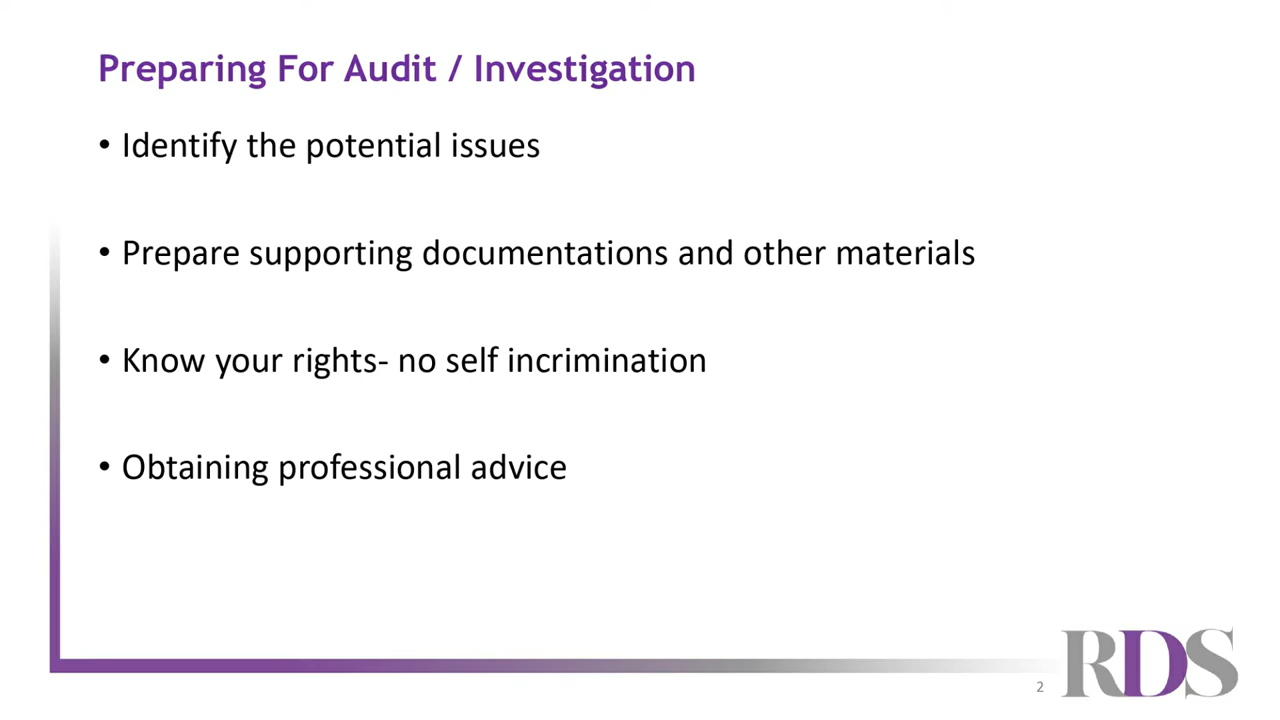 Preparing For Audit / Investigation
• Identify the potential issues
• Prepare supporting documentations and other materials
• Know your rights- no self incrimination
• Obtaining professional advice
2
RDS